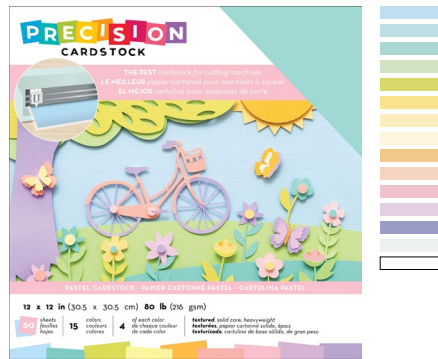 PRECISION
CARDSTOCK
THE BEST cardstock for cutting machines
LE MEILLEUR papier cartonné pour machines à couper
EL MEJOR cartulina para máquinas de corte
PASTEL CARDSTOCK • PAPIER CARTONNÉ PASTEL • CARTULINA PASTEL
12 x 12 in (30.5 x 30.5 cm) 80 lb (216 gsm)
60 sheets feuilles hojas
15 colors couleurs colores
4 of each color de chaque couleur de cada color
textured, solid core, heavyweight
texturées, papier cartonné solide, épais
texturizada, cartulina de base sólida, de gran peso